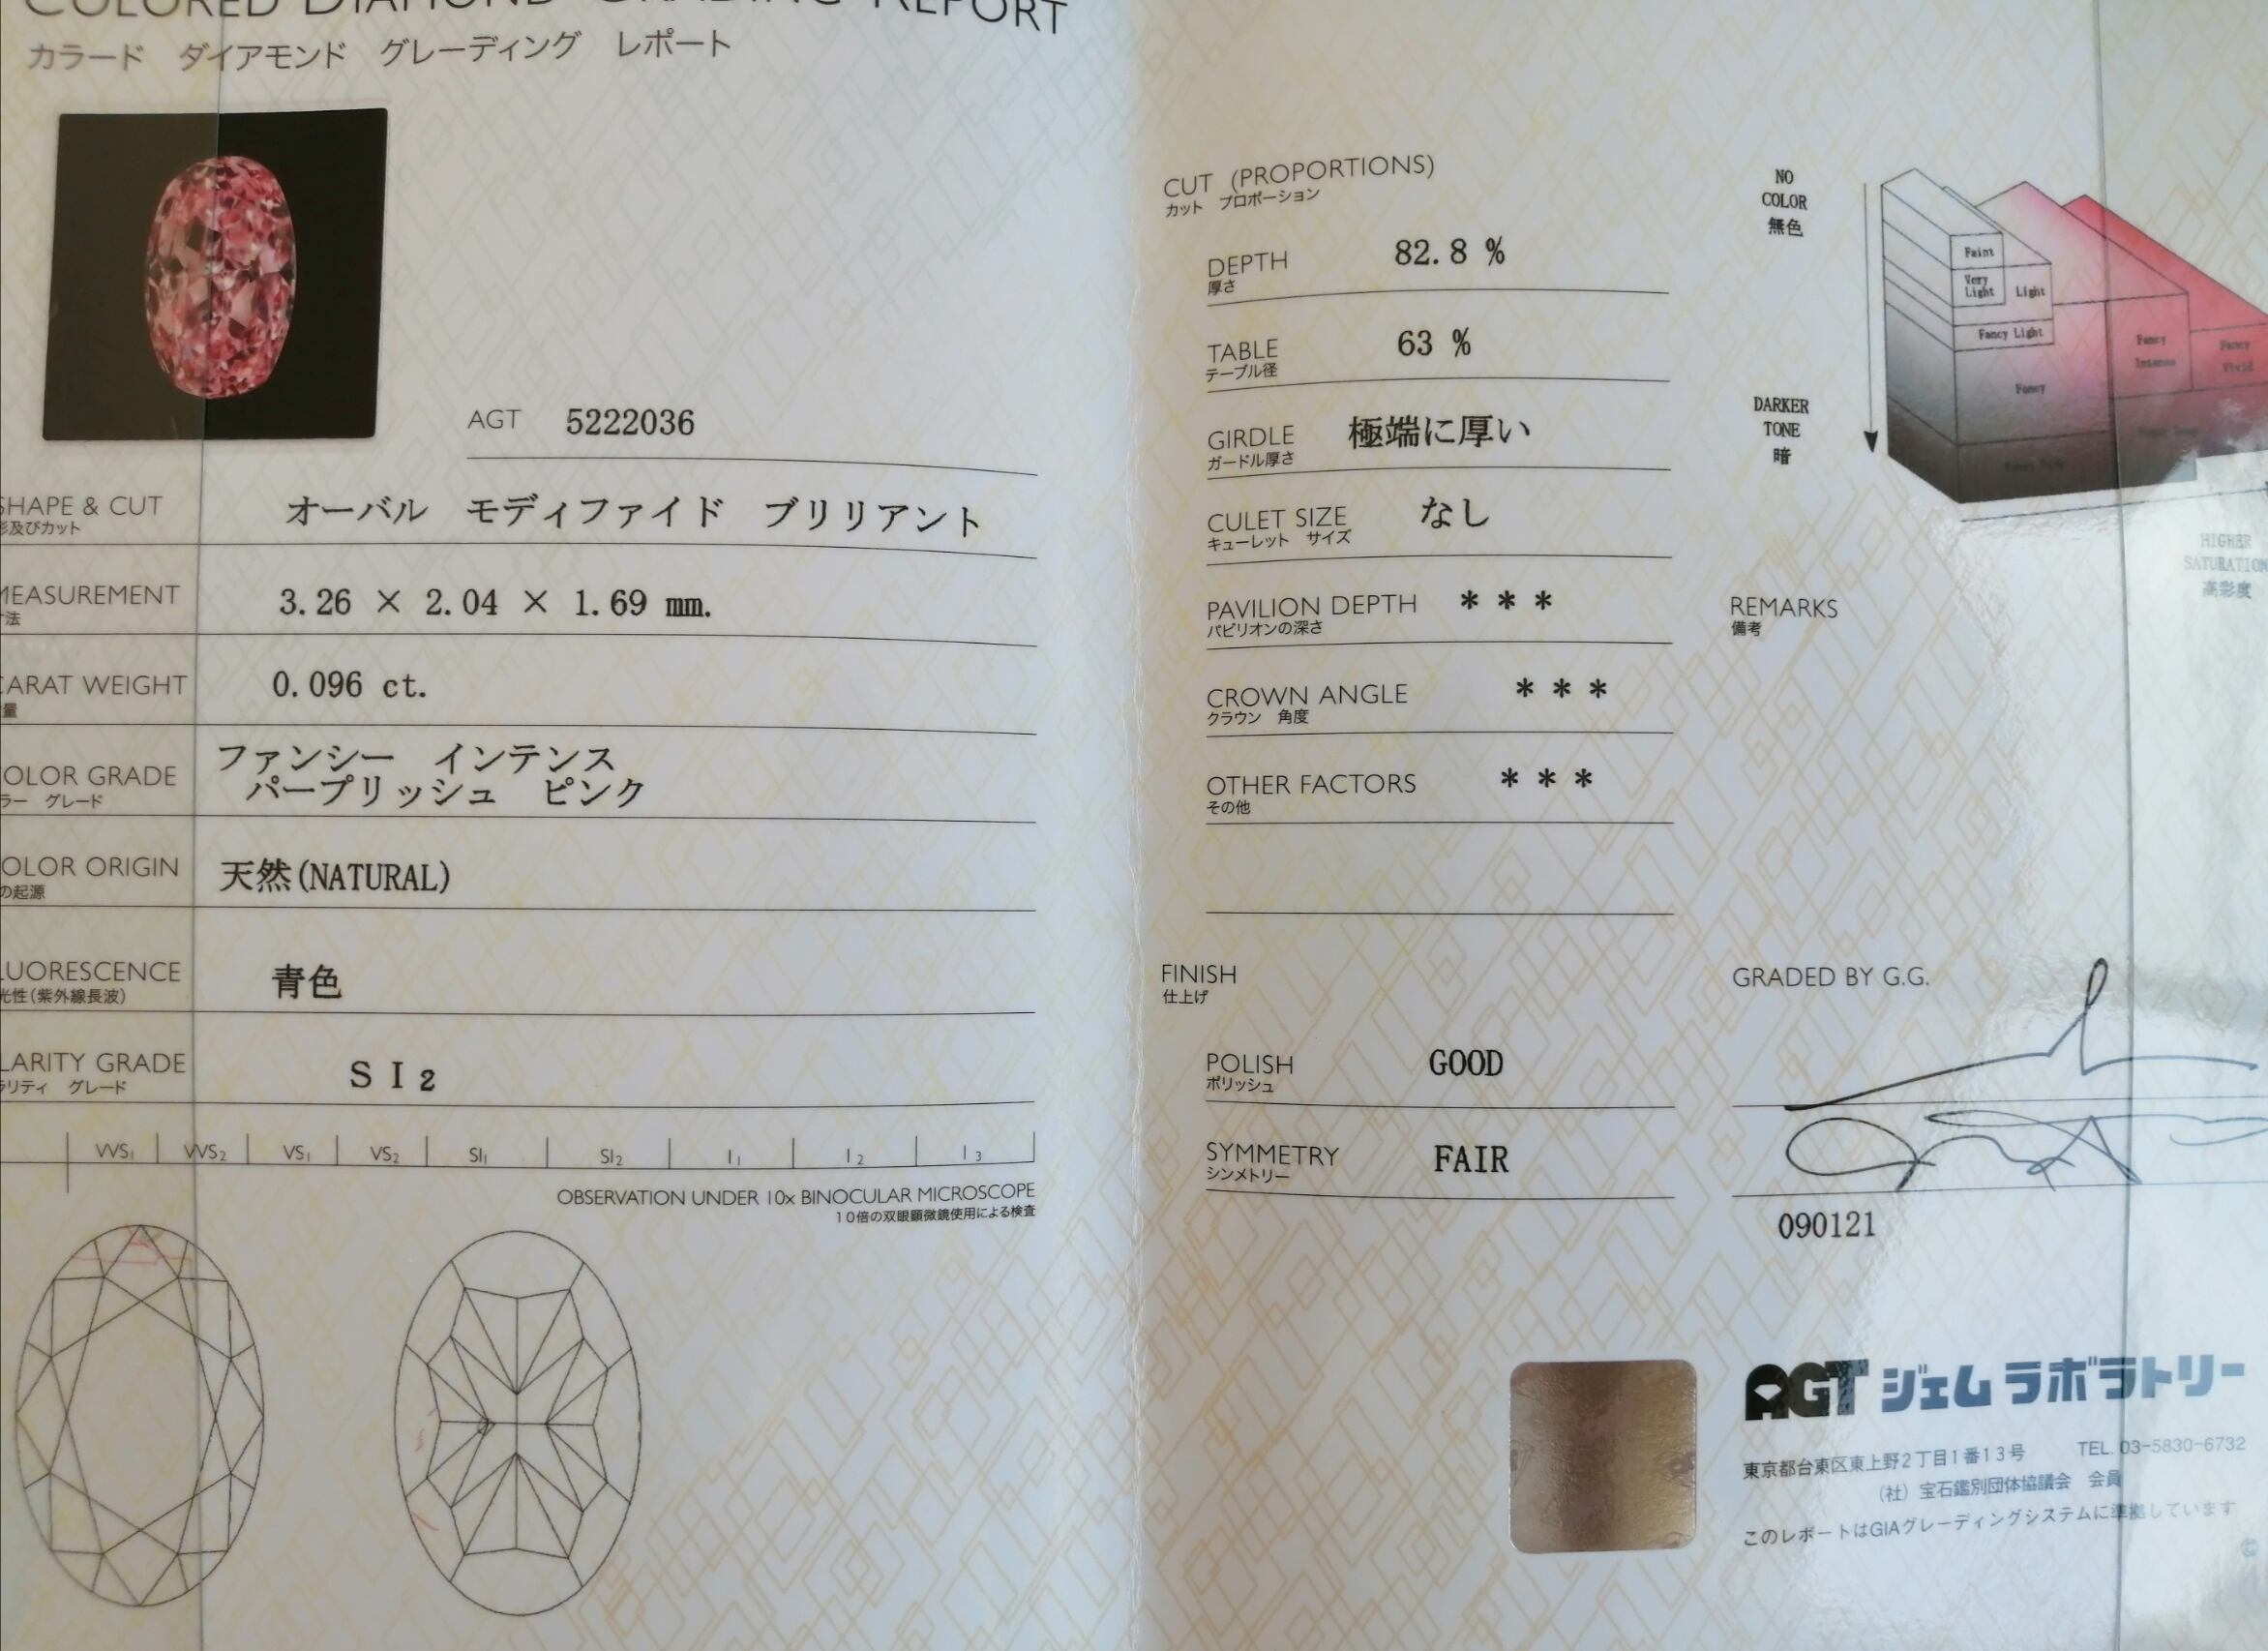 COLORED DIAMOND GRADING REPORT
カラード ダイアモンド グレーディング レポート
AGT 5222036
SHAPE & CUT オーバル モディファイド ブリリアント
形及びカット
MEASUREMENT 3.26 × 2.04 × 1.69 mm.
寸法
CARAT WEIGHT 0.096 ct.
量
COLOR GRADE ファンシー インテンス
パープリッシュ ピンク
カラー グレード
COLOR ORIGIN 天然(NATURAL)
の起源
FLUORESCENCE 青色
光性(紫外線長波)
CLARITY GRADE SI2
クラリティ グレード
VVS1 VVS2 VS1 VS2 SI1 SI2 I1 I2 I3
OBSERVATION UNDER 10x BINOCULAR MICROSCOPE
10倍の双眼顕微鏡使用による検査
CUT (PROPORTIONS)
カット プロポーション
DEPTH 82.8 %
厚さ
TABLE 63 %
テーブル径
GIRDLE 極端に厚い
ガードル厚さ
CULET SIZE なし
キューレット サイズ
PAVILION DEPTH ***
パビリオンの深さ
CROWN ANGLE ***
クラウン 角度
OTHER FACTORS ***
その他
FINISH
仕上げ
POLISH GOOD
ポリッシュ
SYMMETRY FAIR
シンメトリー
NO
COLOR
無色
DARKER
TONE
暗
Faint
Very
Light
Light
Fancy Light
Fancy
Fancy
Intense
Fancy
Vivid
Fancy Deep
Fancy Dark
HIGHER
SATURATION
高彩度
REMARKS
備考
GRADED BY G.G.
090121
AGT ジェム ラボラトリー
東京都台東区東上野2丁目1番13号 TEL. 03-5830-6732
(社) 宝石鑑別団体協議会 会員
このレポートはGIAグレーディングシステムに準拠しています